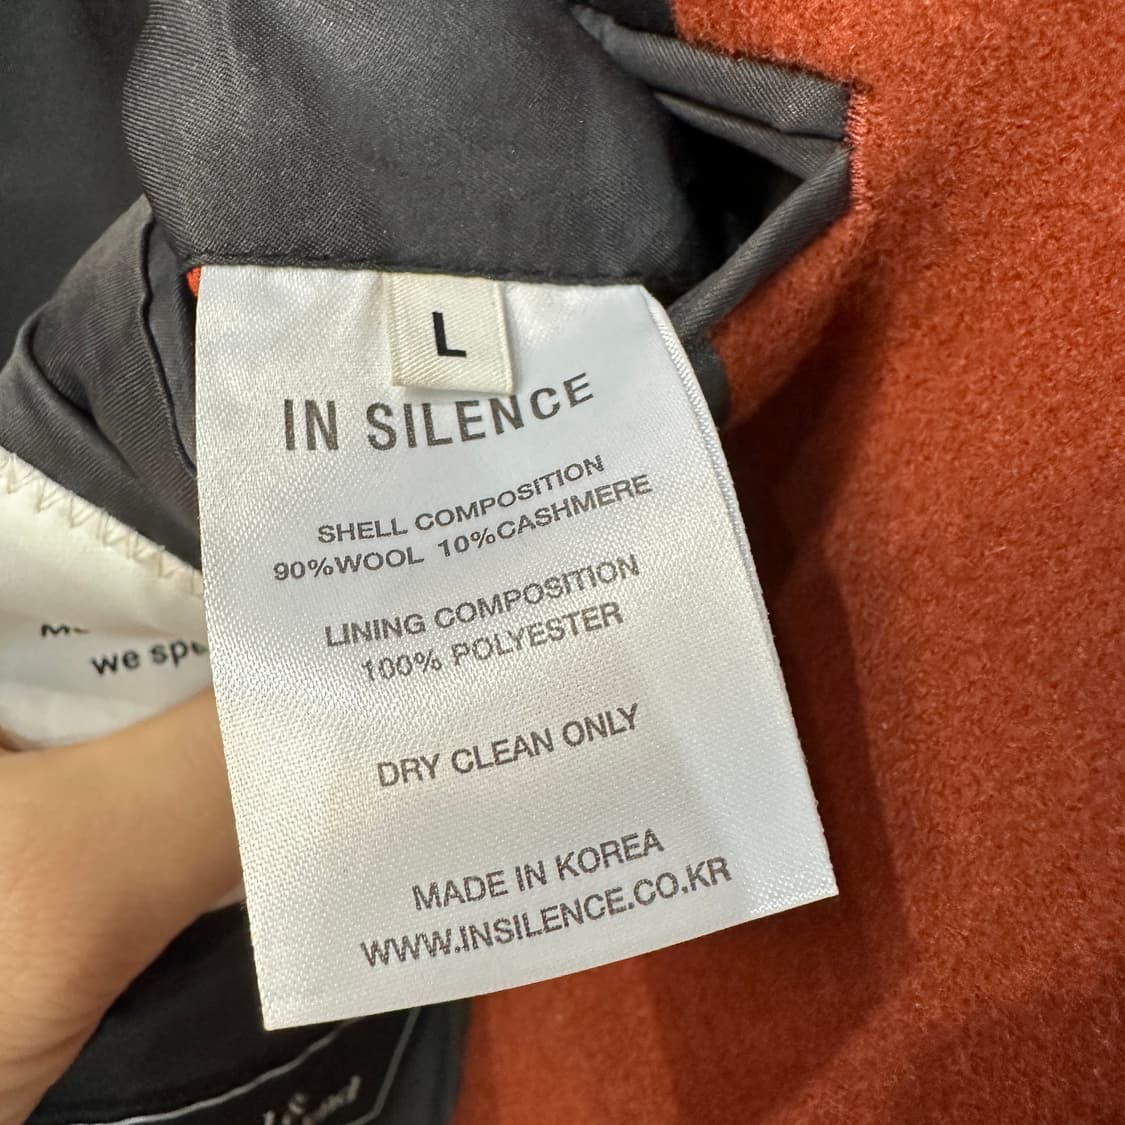 L
IN SILENCE
SHELL COMPOSITION
90%WOOL 10%CASHMERE
LINING COMPOSITION
100% POLYESTER
DRY CLEAN ONLY
MADE IN KOREA
WWW.INSILENCE.CO.KR
we
&